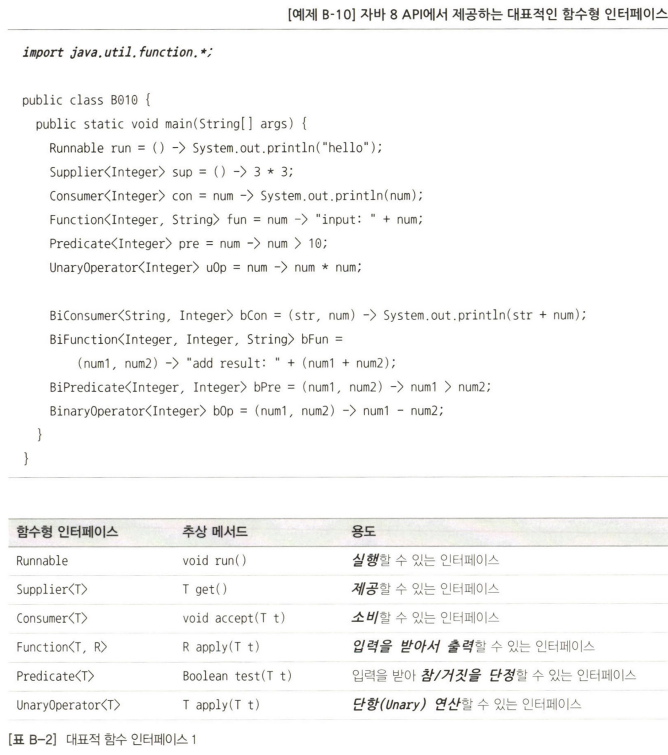 [예제 B-10] 자바 8 API에서 제공하는 대표적인 함수형 인터페이스
import java.util.function.*;
public class B010 {
public static void main(String[] args) {
Runnable run = () -> System.out.println("hello");
Supplier<Integer> sup = () -> 3 * 3;
Consumer<Integer> con = num -> System.out.println(num);
Function<Integer, String> fun = num -> "input: " + num;
Predicate<Integer> pre = num -> num > 10;
UnaryOperator<Integer> uOp = num -> num * num;
BiConsumer<String, Integer> bCon = (str, num) -> System.out.println(str + num);
BiFunction<Integer, Integer, String> bFun =
(num1, num2) -> "add result: " + (num1 + num2);
BiPredicate<Integer, Integer> bPre = (num1, num2) -> num1 > num2;
BinaryOperator<Integer> bOp = (num1, num2) -> num1 - num2;
}
}
함수형 인터페이스 추상 메서드 용도
Runnable void run() 실행할 수 있는 인터페이스
Supplier<T> T get() 제공할 수 있는 인터페이스
Consumer<T> void accept(T t) 소비할 수 있는 인터페이스
Function<T, R> R apply(T t) 입력을 받아서 출력할 수 있는 인터페이스
Predicate<T> Boolean test(T t) 입력을 받아 참/거짓을 단정할 수 있는 인터페이스
UnaryOperator<T> T apply(T t) 단항(Unary) 연산할 수 있는 인터페이스
[표 B-2] 대표적 함수 인터페이스 1